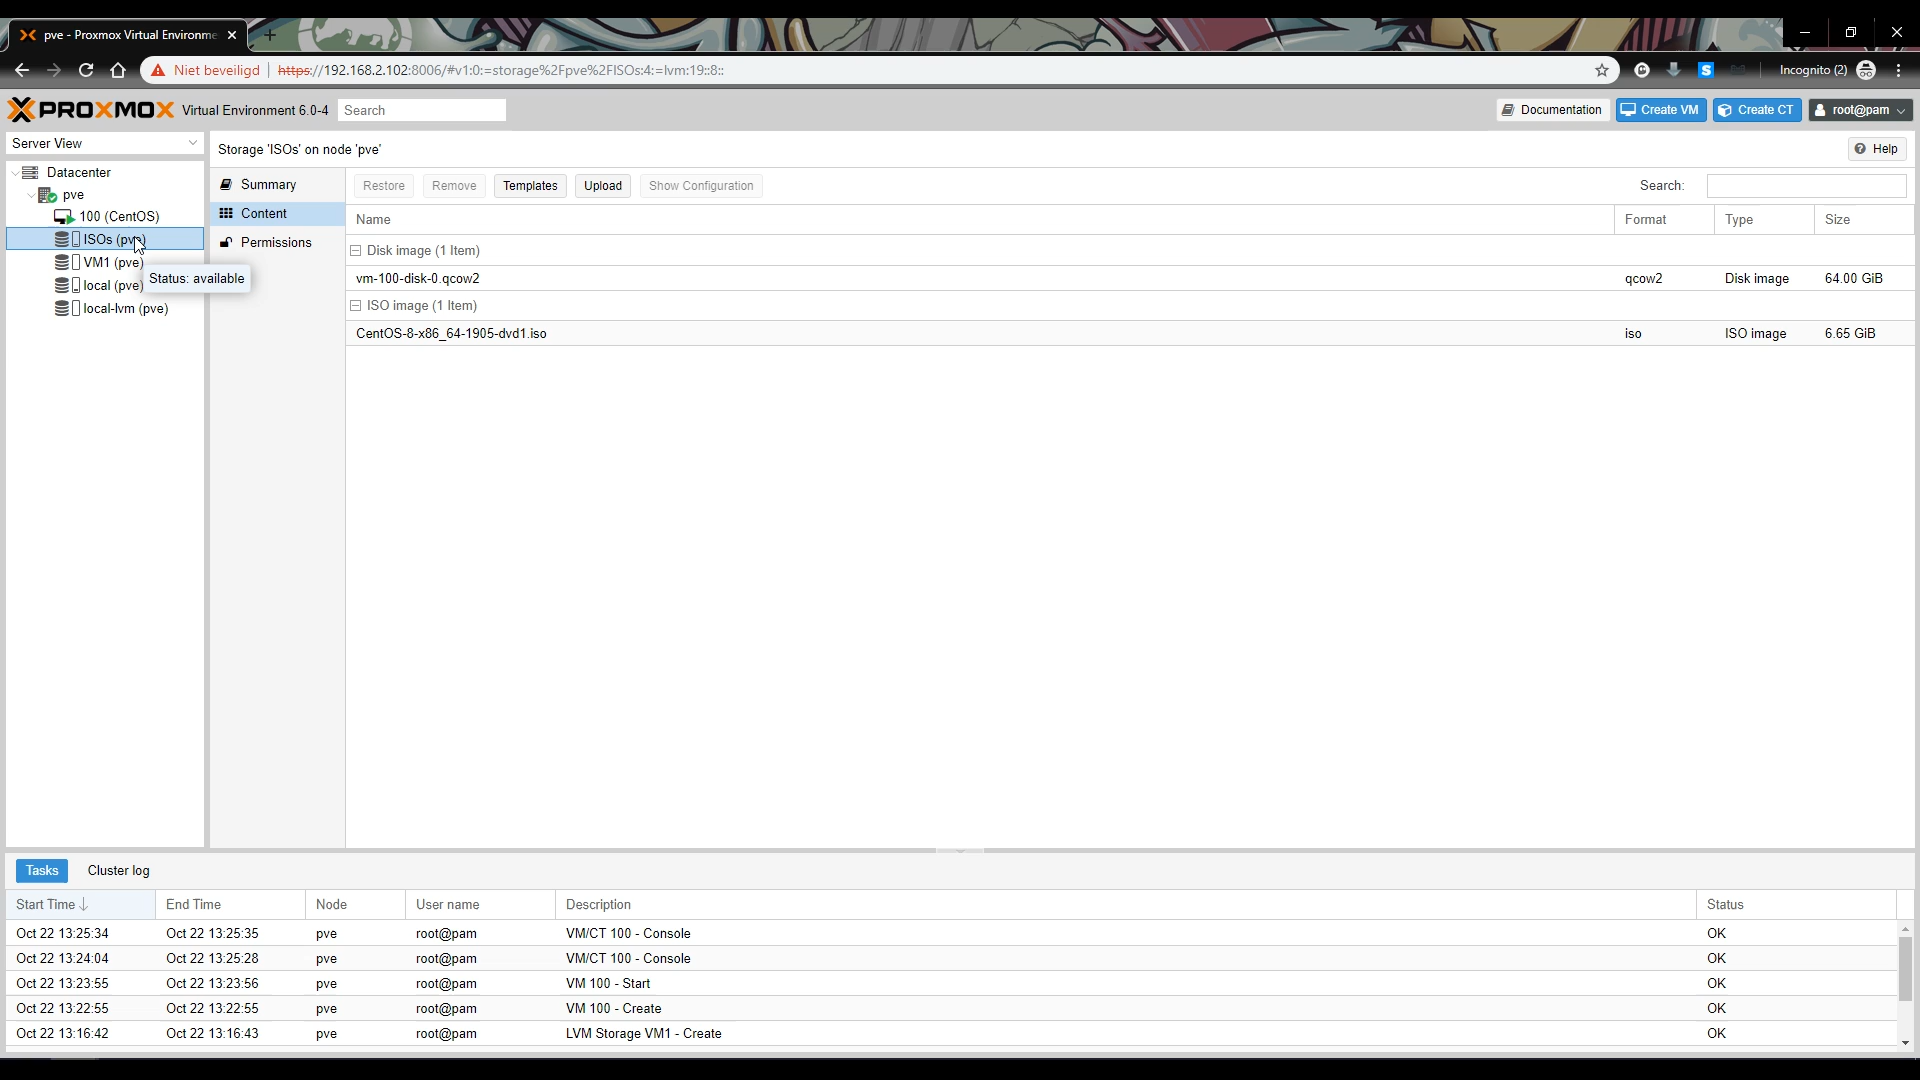 pve - Proxmox Virtual Environme
Niet beveiligd https://192.168.2.102:8006/#v1:0:=storage%2Fpve%2FISOs:4:=lvm:19::8::
S
Incognito (2)
PROXMOX Virtual Environment 6.0-4 Search
Documentation Create VM Create CT root@pam
Server View
Storage 'ISOs' on node 'pve'
Help
Datacenter
pve
100 (CentOS)
ISOs (pve)
VM1 (pve)
local (pve)
local-lvm (pve)
Status: available
Summary
Content
Permissions
Restore Remove Templates Upload Show Configuration Search:
Name Format Type Size
Disk image (1 Item)
vm-100-disk-0.qcow2 qcow2 Disk image 64.00 GiB
ISO image (1 Item)
CentOS-8-x86_64-1905-dvd1.iso iso ISO image 6.65 GiB
Tasks Cluster log
Start Time End Time Node User name Description Status
Oct 22 13:25:34 Oct 22 13:25:35 pve root@pam VM/CT 100 - Console OK
Oct 22 13:24:04 Oct 22 13:25:28 pve root@pam VM/CT 100 - Console OK
Oct 22 13:23:55 Oct 22 13:23:56 pve root@pam VM 100 - Start OK
Oct 22 13:22:55 Oct 22 13:22:55 pve root@pam VM 100 - Create OK
Oct 22 13:16:42 Oct 22 13:16:43 pve root@pam LVM Storage VM1 - Create OK